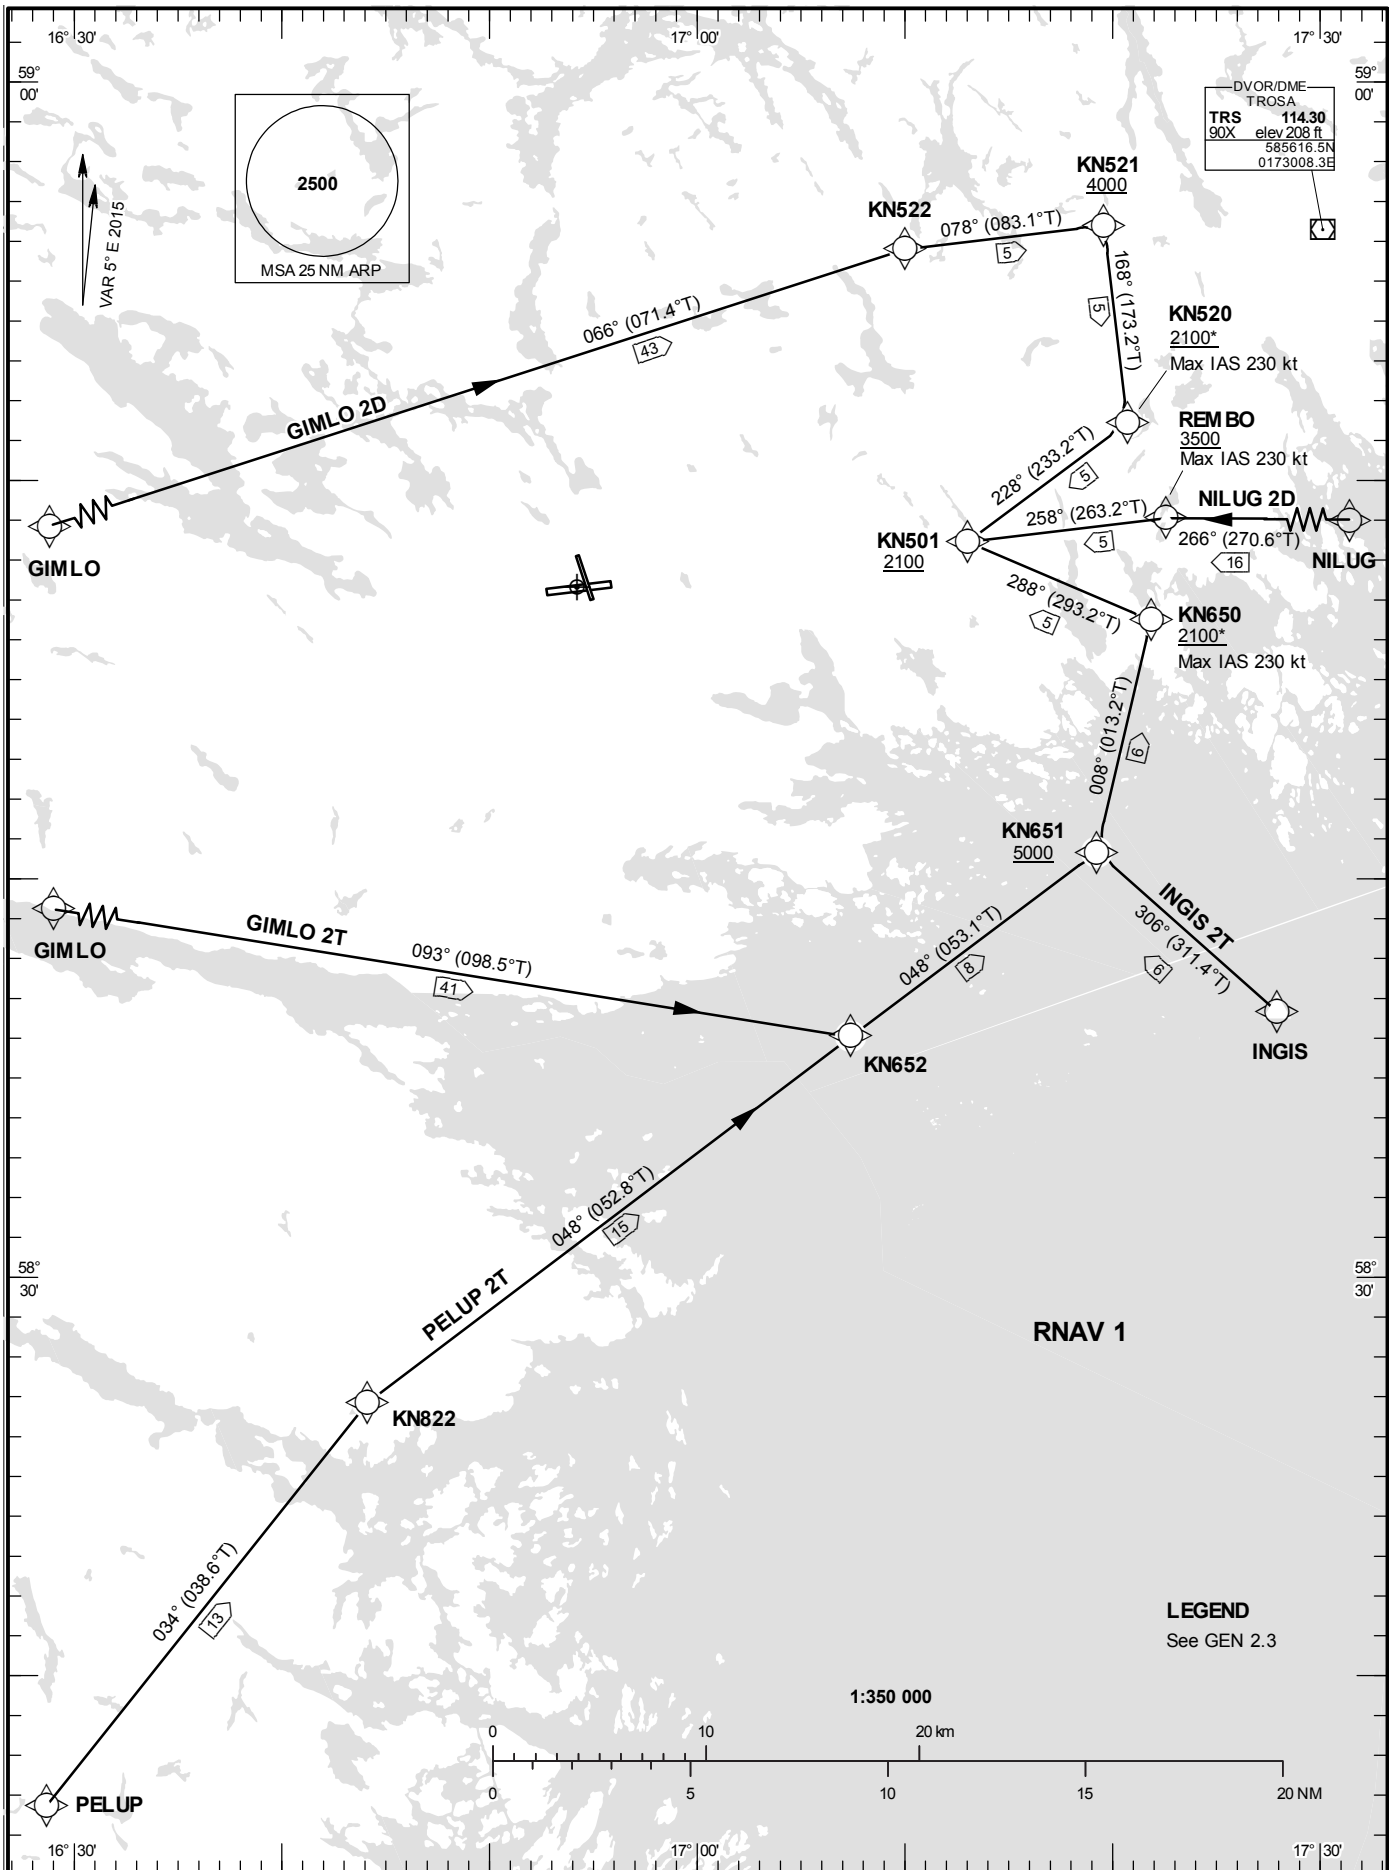 16° 30'
17° 00'
17° 30'
59°
00'
59°
00'
VAR 5° E 2015
2500
MSA 25 NM ARP
DVOR/DME
TROSA
TRS 114.30
90X elev 208 ft
585616.5N
0173008.3E
KN521
4000
KN522
078° (083.1°T)
5
168° (173.2°T)
5
066° (071.4°T)
43
GIMLO 2D
GIMLO
KN520
2100*
Max IAS 230 kt
REMBO
3500
Max IAS 230 kt
228° (233.2°T)
5
NILUG 2D
258° (263.2°T)
5
266° (270.6°T)
16
NILUG
KN501
2100
288° (293.2°T)
5
KN650
2100*
Max IAS 230 kt
008° (013.2°T)
6
KN651
5000
INGIS 2T
306° (311.4°T)
6
INGIS
GIMLO
GIMLO 2T
093° (098.5°T)
41
048° (053.1°T)
8
KN652
048° (052.8°T)
15
PELUP 2T
58°
30'
58°
30'
RNAV 1
KN822
034° (038.6°T)
13
LEGEND
See GEN 2.3
1:350 000
0 10 20 km
0 5 10 15 20 NM
PELUP
16° 30'
17° 00'
17° 30'